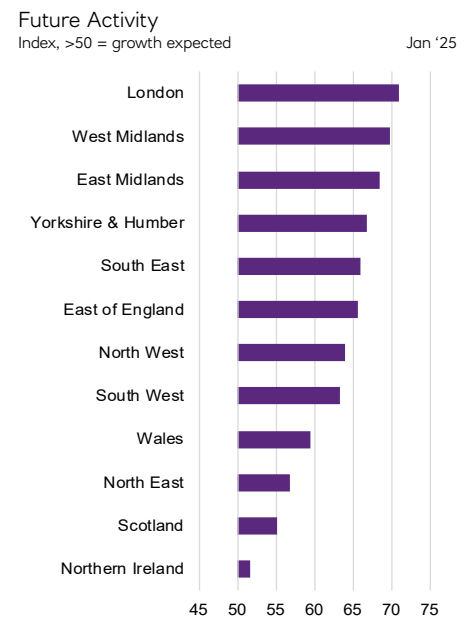 Future Activity
Index, >50 = growth expected
Jan ‘25
London
West Midlands
East Midlands
Yorkshire & Humber
South East
East of England
North West
South West
Wales
North East
Scotland
Northern Ireland
45 50 55 60 65 70 75